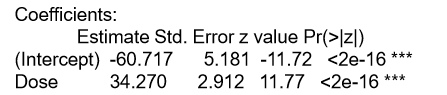 Coefficients:
Estimate Std. Error z value Pr(>|z|)
(Intercept) -60.717 5.181 -11.72 <2e-16 ***
Dose 34.270 2.912 11.77 <2e-16 ***